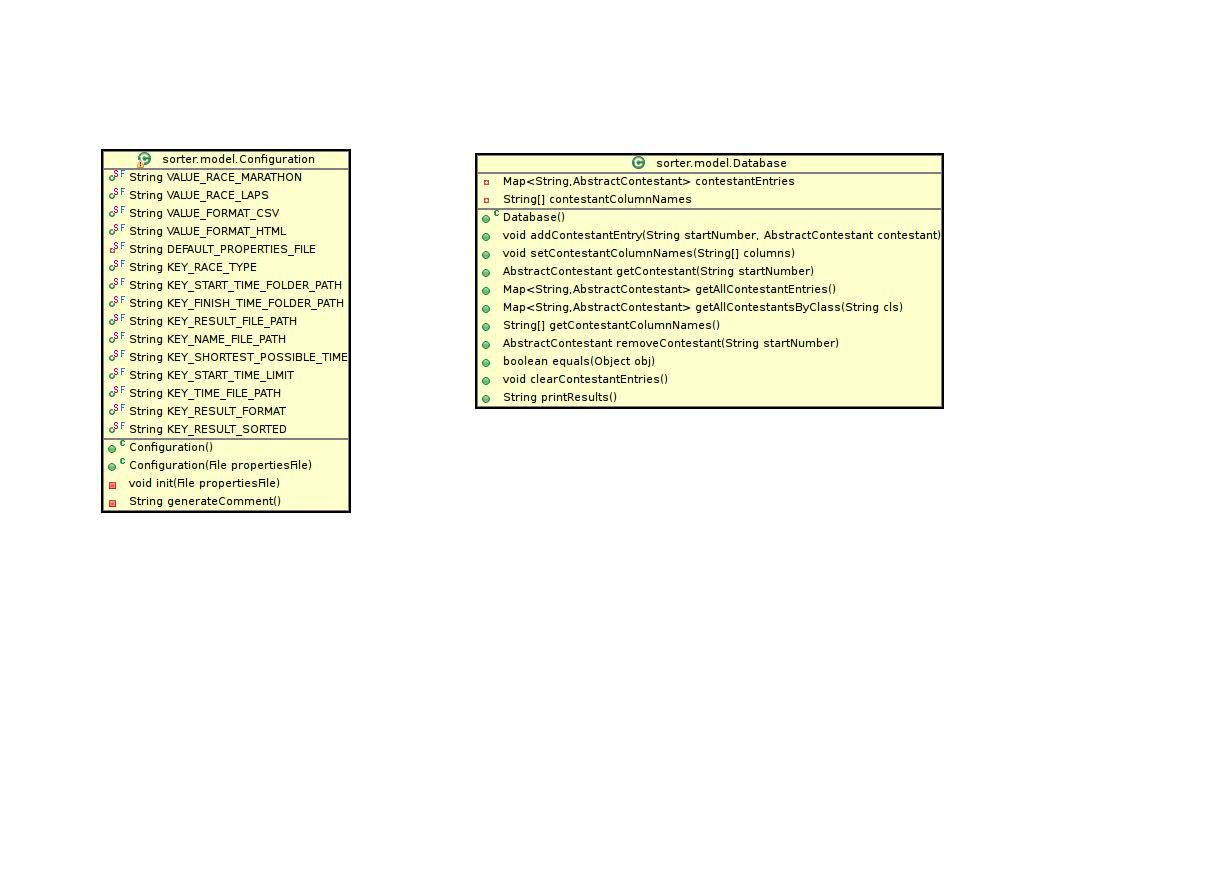 sorter.model.Configuration
SF String VALUE_RACE_MARATHON
SF String VALUE_RACE_LAPS
SF String VALUE_FORMAT_CSV
SF String VALUE_FORMAT_HTML
SF String DEFAULT_PROPERTIES_FILE
SF String KEY_RACE_TYPE
SF String KEY_START_TIME_FOLDER_PATH
SF String KEY_FINISH_TIME_FOLDER_PATH
SF String KEY_RESULT_FILE_PATH
SF String KEY_NAME_FILE_PATH
SF String KEY_SHORTEST_POSSIBLE_TIME
SF String KEY_START_TIME_LIMIT
SF String KEY_TIME_FILE_PATH
SF String KEY_RESULT_FORMAT
SF String KEY_RESULT_SORTED
C Configuration()
C Configuration(File propertiesFile)
void init(File propertiesFile)
String generateComment()
C sorter.model.Database
Map<String,AbstractContestant> contestantEntries
String[] contestantColumnNames
C Database()
void addContestantEntry(String startNumber, AbstractContestant contestant)
void setContestantColumnNames(String[] columns)
AbstractContestant getContestant(String startNumber)
Map<String,AbstractContestant> getAllContestantEntries()
Map<String,AbstractContestant> getAllContestantsByClass(String cls)
String[] getContestantColumnNames()
AbstractContestant removeContestant(String startNumber)
boolean equals(Object obj)
void clearContestantEntries()
String printResults()